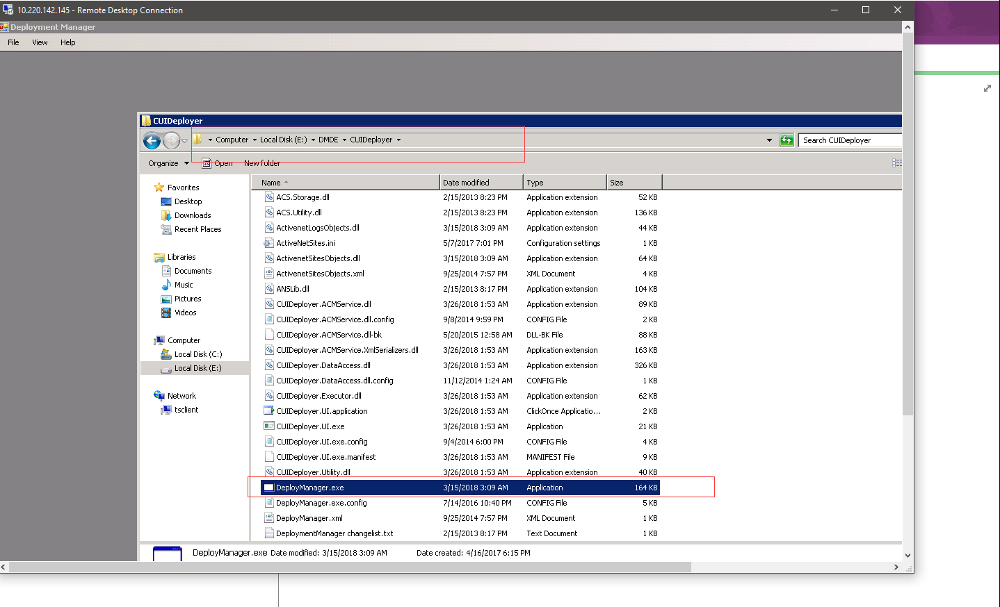 10.220.142.145 - Remote Desktop Connection
Deployment Manager
File View Help
CUIDeployer
Computer Local Disk (E:) DMDE CUIDeployer Search CUIDeployer
Organize Open New folder
Name Date modified Type Size
Favorites
Desktop
Downloads
Recent Places
Libraries
Documents
Music
Pictures
Videos
Computer
Local Disk (C:)
Local Disk (E:)
Network
tsclient
ACS.Storage.dll 2/15/2013 8:23 PM Application extension 52 KB
ACS.Utility.dll 2/15/2013 8:23 PM Application extension 136 KB
ActivenetLogsObjects.dll 3/15/2018 3:09 AM Application extension 44 KB
ActiveNetSites.ini 5/7/2017 7:01 PM Configuration settings 1 KB
ActivenetSitesObjects.dll 3/15/2018 3:09 AM Application extension 64 KB
ActivenetSitesObjects.xml 9/25/2014 7:57 PM XML Document 4 KB
ANSLib.dll 2/15/2013 8:17 PM Application extension 104 KB
CUIDeployer.ACMService.dll 3/26/2018 1:53 AM Application extension 89 KB
CUIDeployer.ACMService.dll.config 9/8/2014 9:59 PM CONFIG File 2 KB
CUIDeployer.ACMService.dll-bk 5/20/2015 12:58 AM DLL-BK File 88 KB
CUIDeployer.ACMService.XmlSerializers.dll 3/26/2018 1:53 AM Application extension 163 KB
CUIDeployer.DataAccess.dll 3/26/2018 1:53 AM Application extension 326 KB
CUIDeployer.DataAccess.dll.config 11/12/2014 1:24 AM CONFIG File 1 KB
CUIDeployer.Executor.dll 3/26/2018 1:53 AM Application extension 62 KB
CUIDeployer.UI.application 3/26/2018 1:53 AM ClickOnce Applicatio... 2 KB
CUIDeployer.UI.exe 3/26/2018 1:53 AM Application 21 KB
CUIDeployer.UI.exe.config 9/4/2014 6:00 PM CONFIG File 4 KB
CUIDeployer.UI.exe.manifest 3/26/2018 1:53 AM MANIFEST File 9 KB
CUIDeployer.Utility.dll 3/26/2018 1:53 AM Application extension 40 KB
DeployManager.exe 3/15/2018 3:09 AM Application 164 KB
DeployManager.exe.config 7/14/2016 10:40 PM CONFIG File 5 KB
DeployManager.xml 9/25/2014 7:57 PM XML Document 1 KB
DeploymentManager changelist.txt 2/15/2013 8:17 PM Text Document 1 KB
DeployManager.exe Date modified: 3/15/2018 3:09 AM Date created: 4/16/2017 6:15 PM